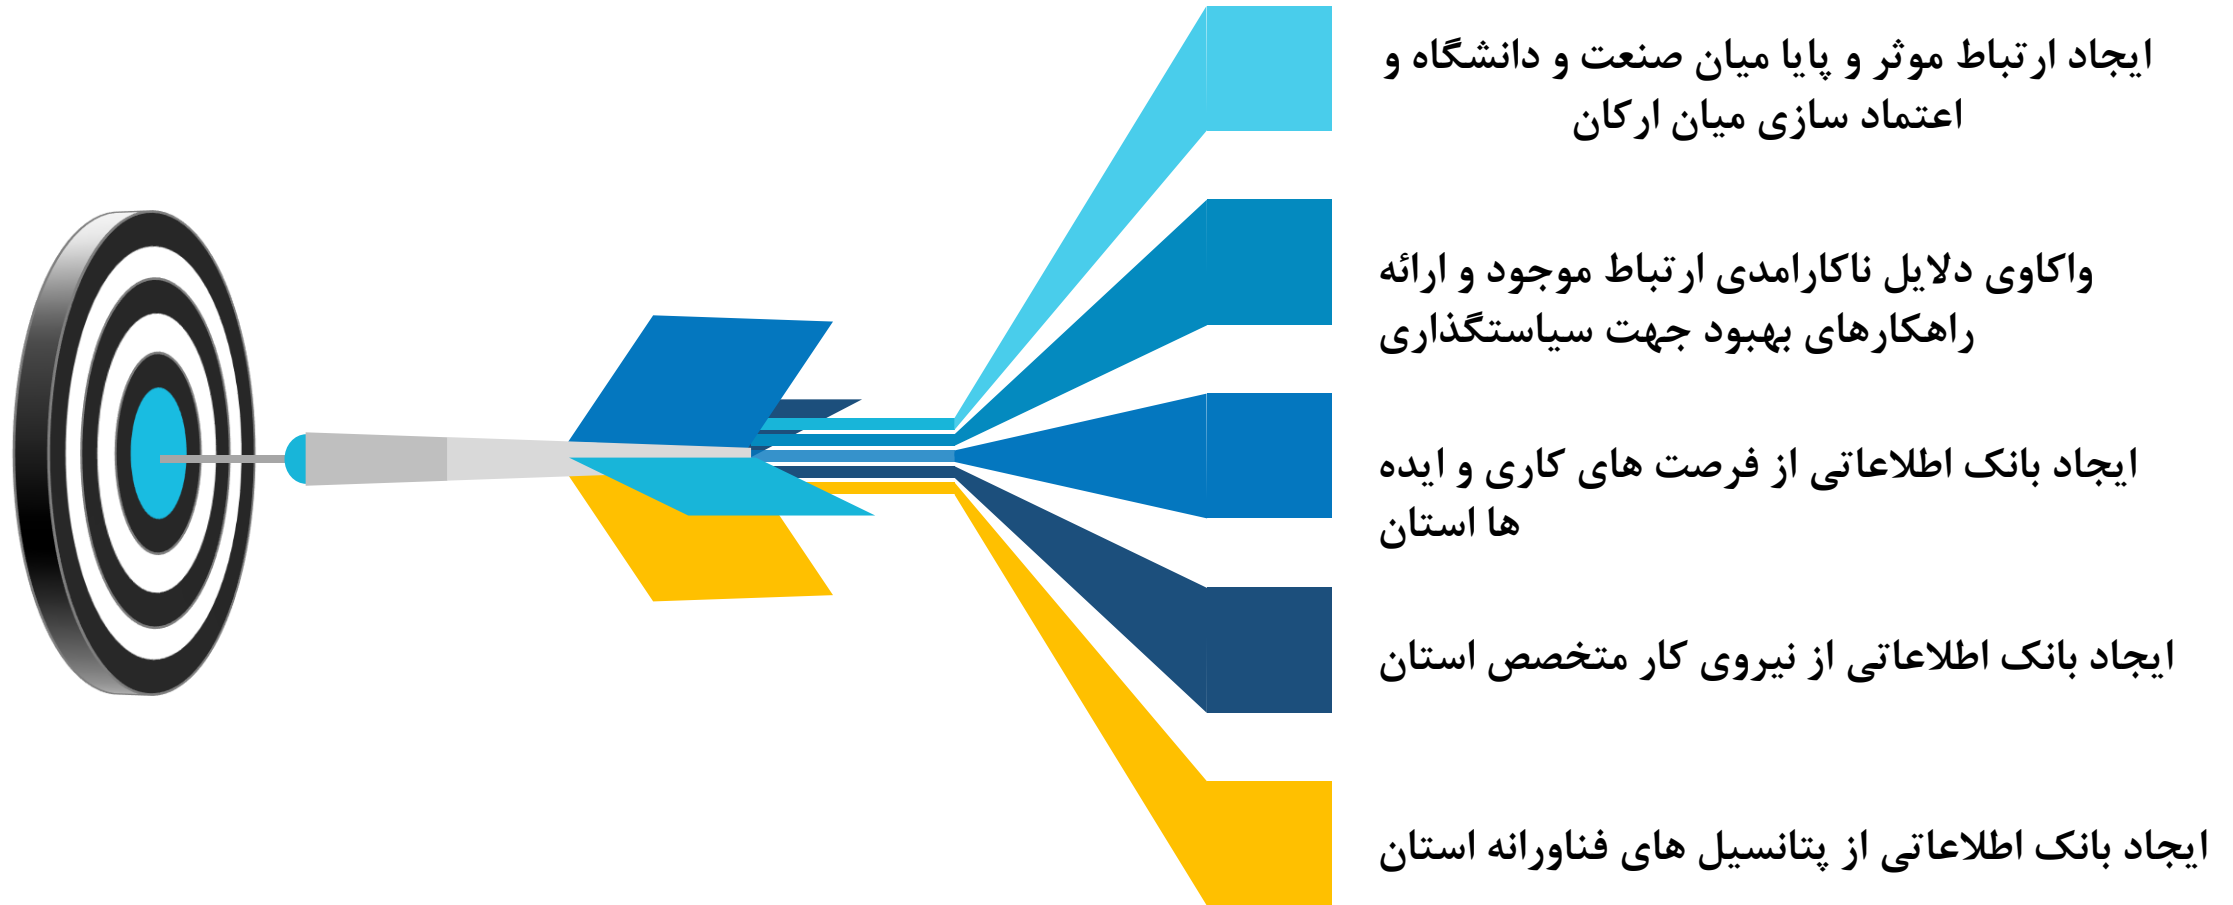 ایجاد ارتباط موثر و پایا میان صنعت و دانشگاه و
اعتماد سازی میان ارکان
واکاوی دلایل ناکارامدی ارتباط موجود و ارائه
راهکارهای بهبود جهت سیاستگذاری
ایجاد بانک اطلاعاتی از فرصت های کاری و ایده
ها استان
ایجاد بانک اطلاعاتی از نیروی کار متخصص استان
ایجاد بانک اطلاعاتی از پتانسیل های فناورانه استان